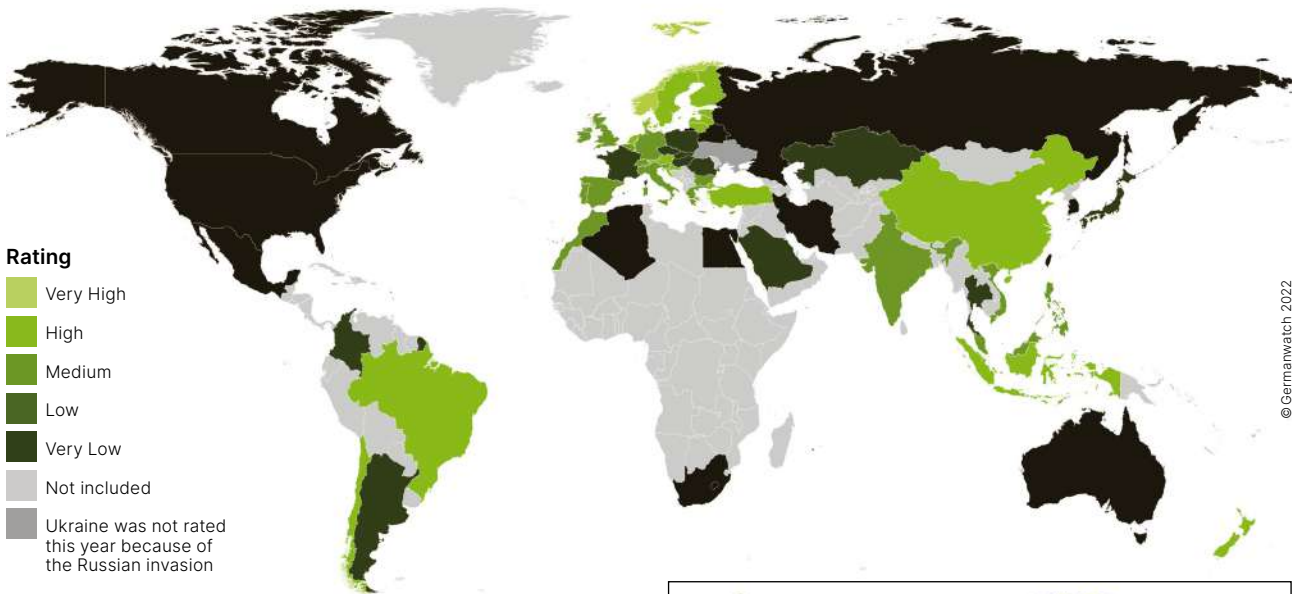 Rating
Very High
High
Medium
Low
Very Low
Not included
Ukraine was not rated
this year because of
the Russian invasion
©Germanwatch 2022